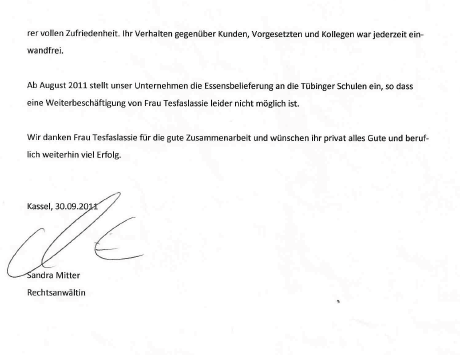 rer vollen Zufriedenheit. Ihr Verhalten gegenüber Kunden, Vorgesetzten und Kollegen war jederzeit ein-
wandfrei.
Ab August 2011 stellt unser Unternehmen die Essensbelieferung an die Tübinger Schulen ein, so dass
eine Weiterbeschäftigung von Frau Tesfaslassie leider nicht möglich ist.
Wir danken Frau Tesfaslassie für die gute Zusammenarbeit und wünschen ihr privat alles Gute und beruf-
lich weiterhin viel Erfolg.
Kassel, 30.09.2011
Sandra Mitter
Rechtsanwältin